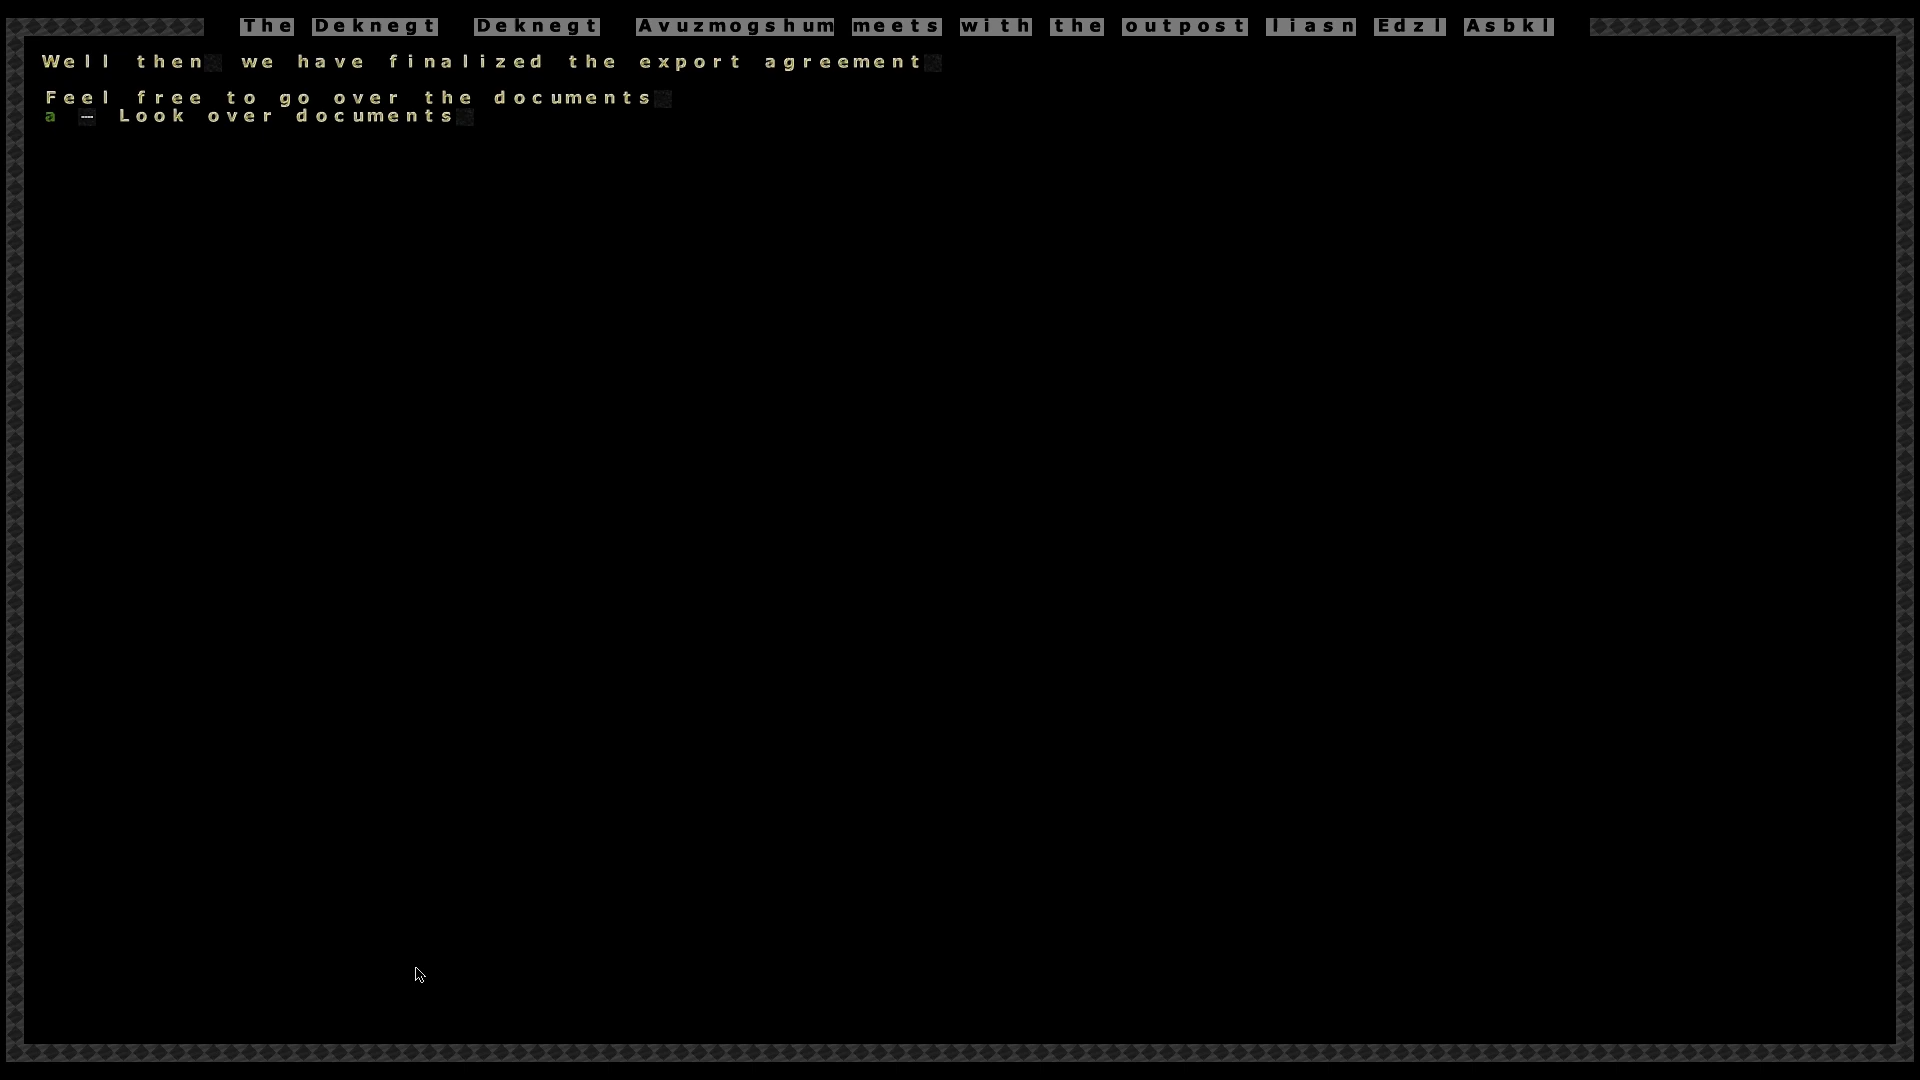 The Deknegt Deknegt Avuzmogshum meets with the outpost liasn Edzl Asbkl
Well then we have finalized the export agreement
Feel free to go over the documents
a - Look over documents